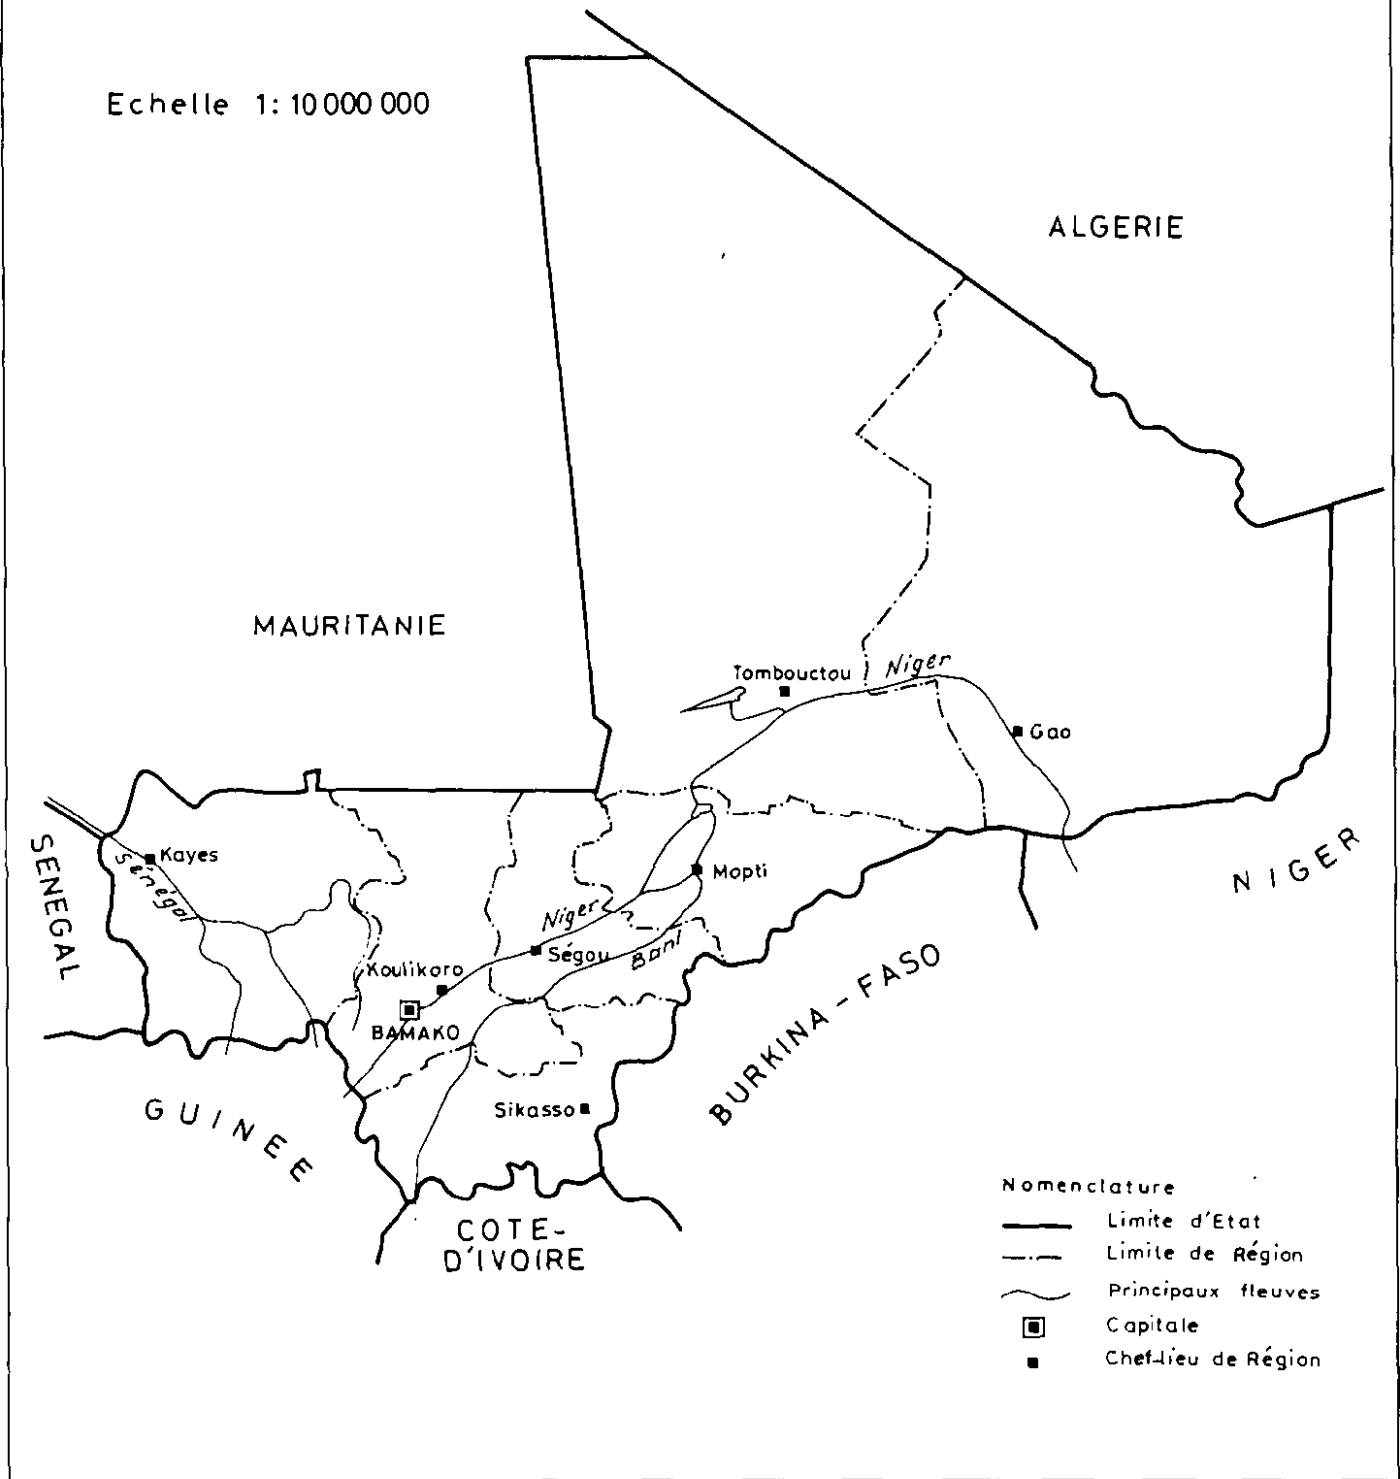 Echelle 1: 10 000 000
ALGERIE
MAURITANIE
Tombouctou
Niger
Gao
SENEGAL
Kayes
Sénégal
Mopti
NIGER
Niger
Ségou
Bani
Koulikoro
BAMAKO
BURKINA-FASO
GUINEE
Sikasso
COTE-
D'IVOIRE
Nomenclature
Limite d'Etat
Limite de Région
Principaux fleuves
Capitale
Chef-lieu de Région